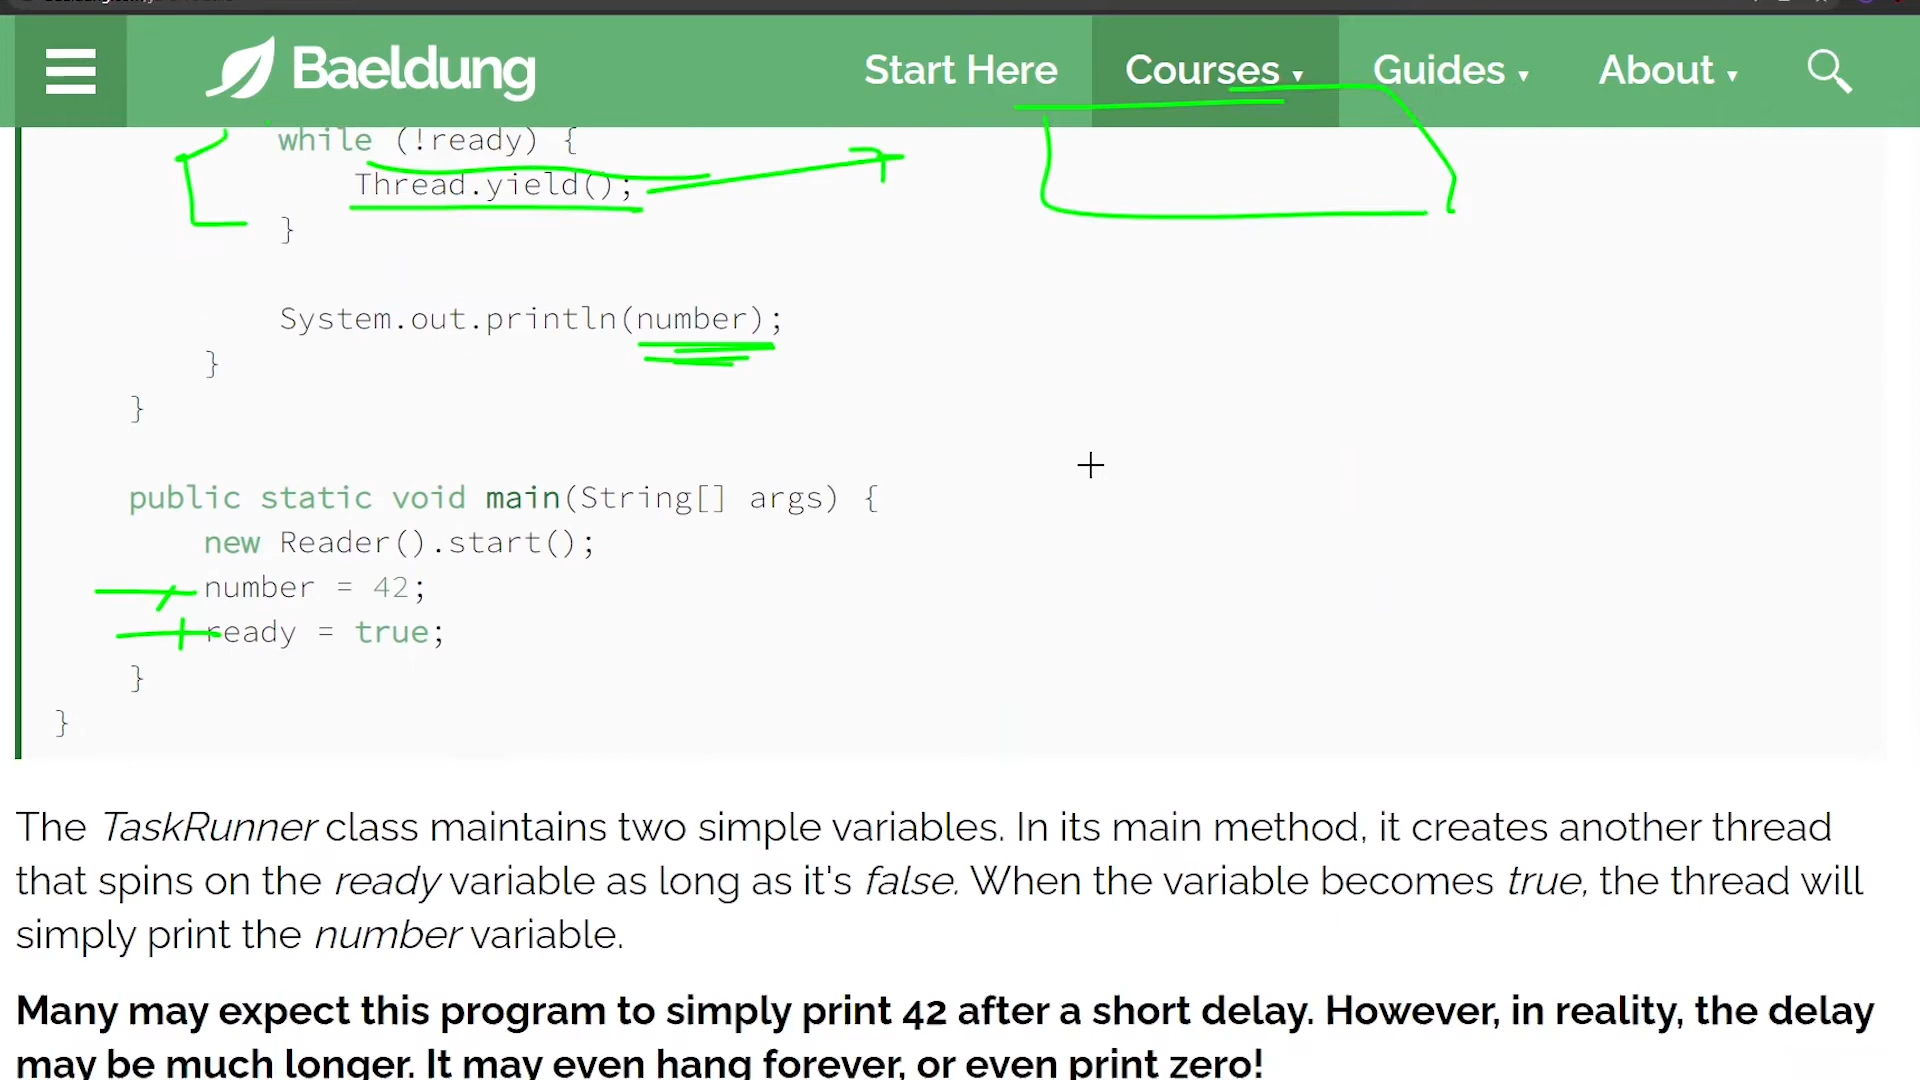 Baeldung
Start Here
Courses ▾
Guides ▾
About ▾
while (!ready) {
Thread.yield();
}
System.out.println(number);
}
}
public static void main(String[] args) {
new Reader().start();
number = 42;
ready = true;
}
}
The TaskRunner class maintains two simple variables. In its main method, it creates another thread
that spins on the ready variable as long as it's false. When the variable becomes true, the thread will
simply print the number variable.
Many may expect this program to simply print 42 after a short delay. However, in reality, the delay
may be much longer. It may even hang forever, or even print zero!